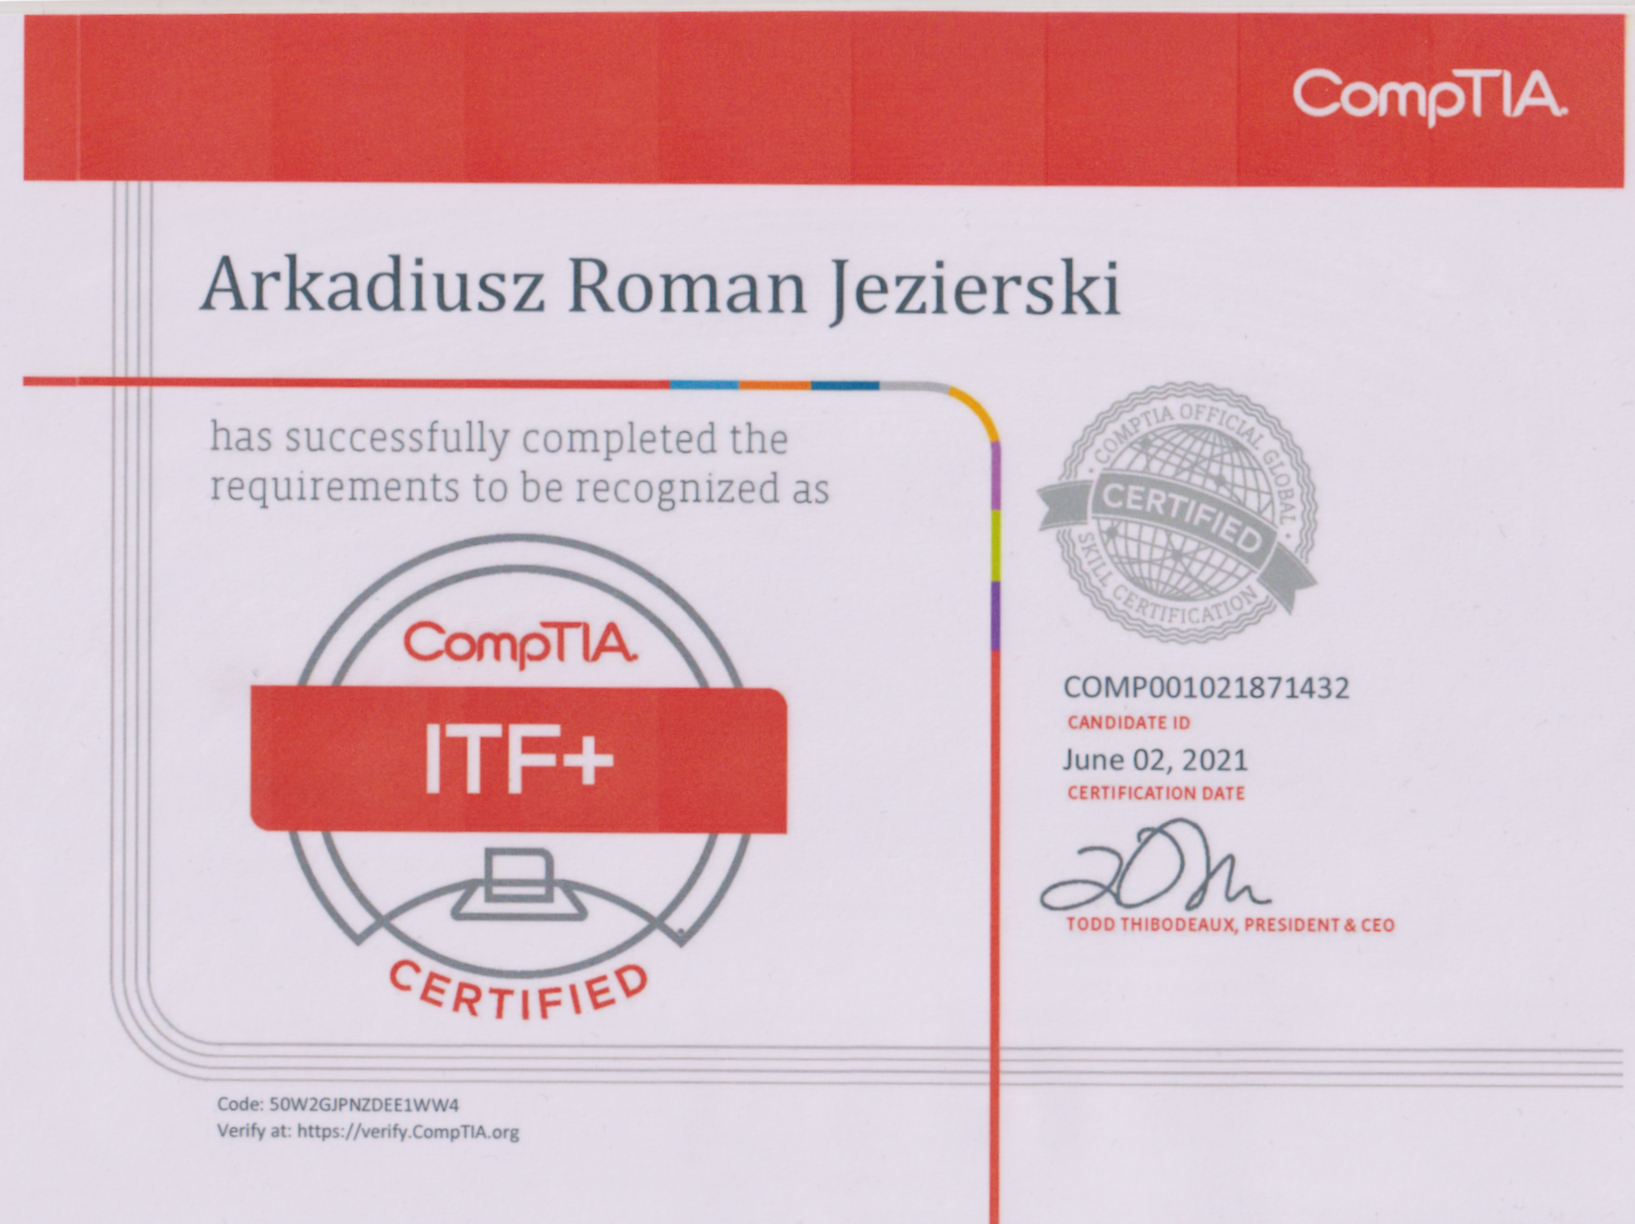 CompTIA.
Arkadiusz Roman Jezierski
has successfully completed the
requirements to be recognized as
CompTIA.
ITF+
CERTIFIED
COMPTIA OFFICIAL GLOBAL
CERTIFIED
SKILL CERTIFICATION
COMP001021871432
CANDIDATE ID
June 02, 2021
CERTIFICATION DATE
TODD THIBODEAUX, PRESIDENT & CEO
Code: 50W2GJPNZDEE1WW4
Verify at: https://verify.CompTIA.org